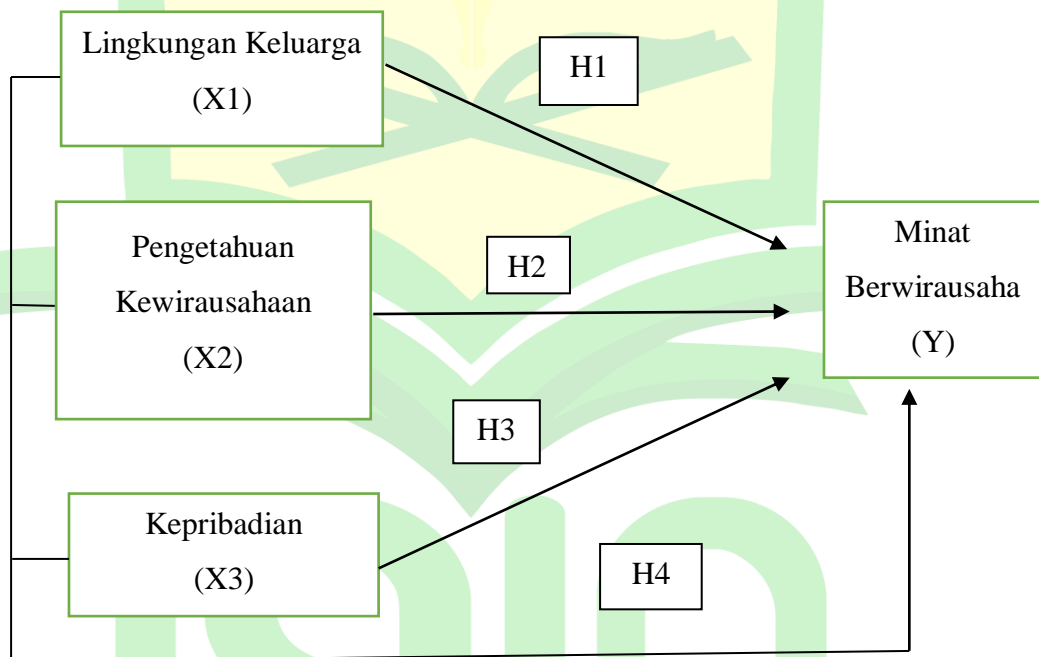 Lingkungan Keluarga
(X1)
H1
Pengetahuan
Kewirausahaan
(X2)
H2
Minat
Berwirausaha
(Y)
H3
Kepribadian
(X3)
H4